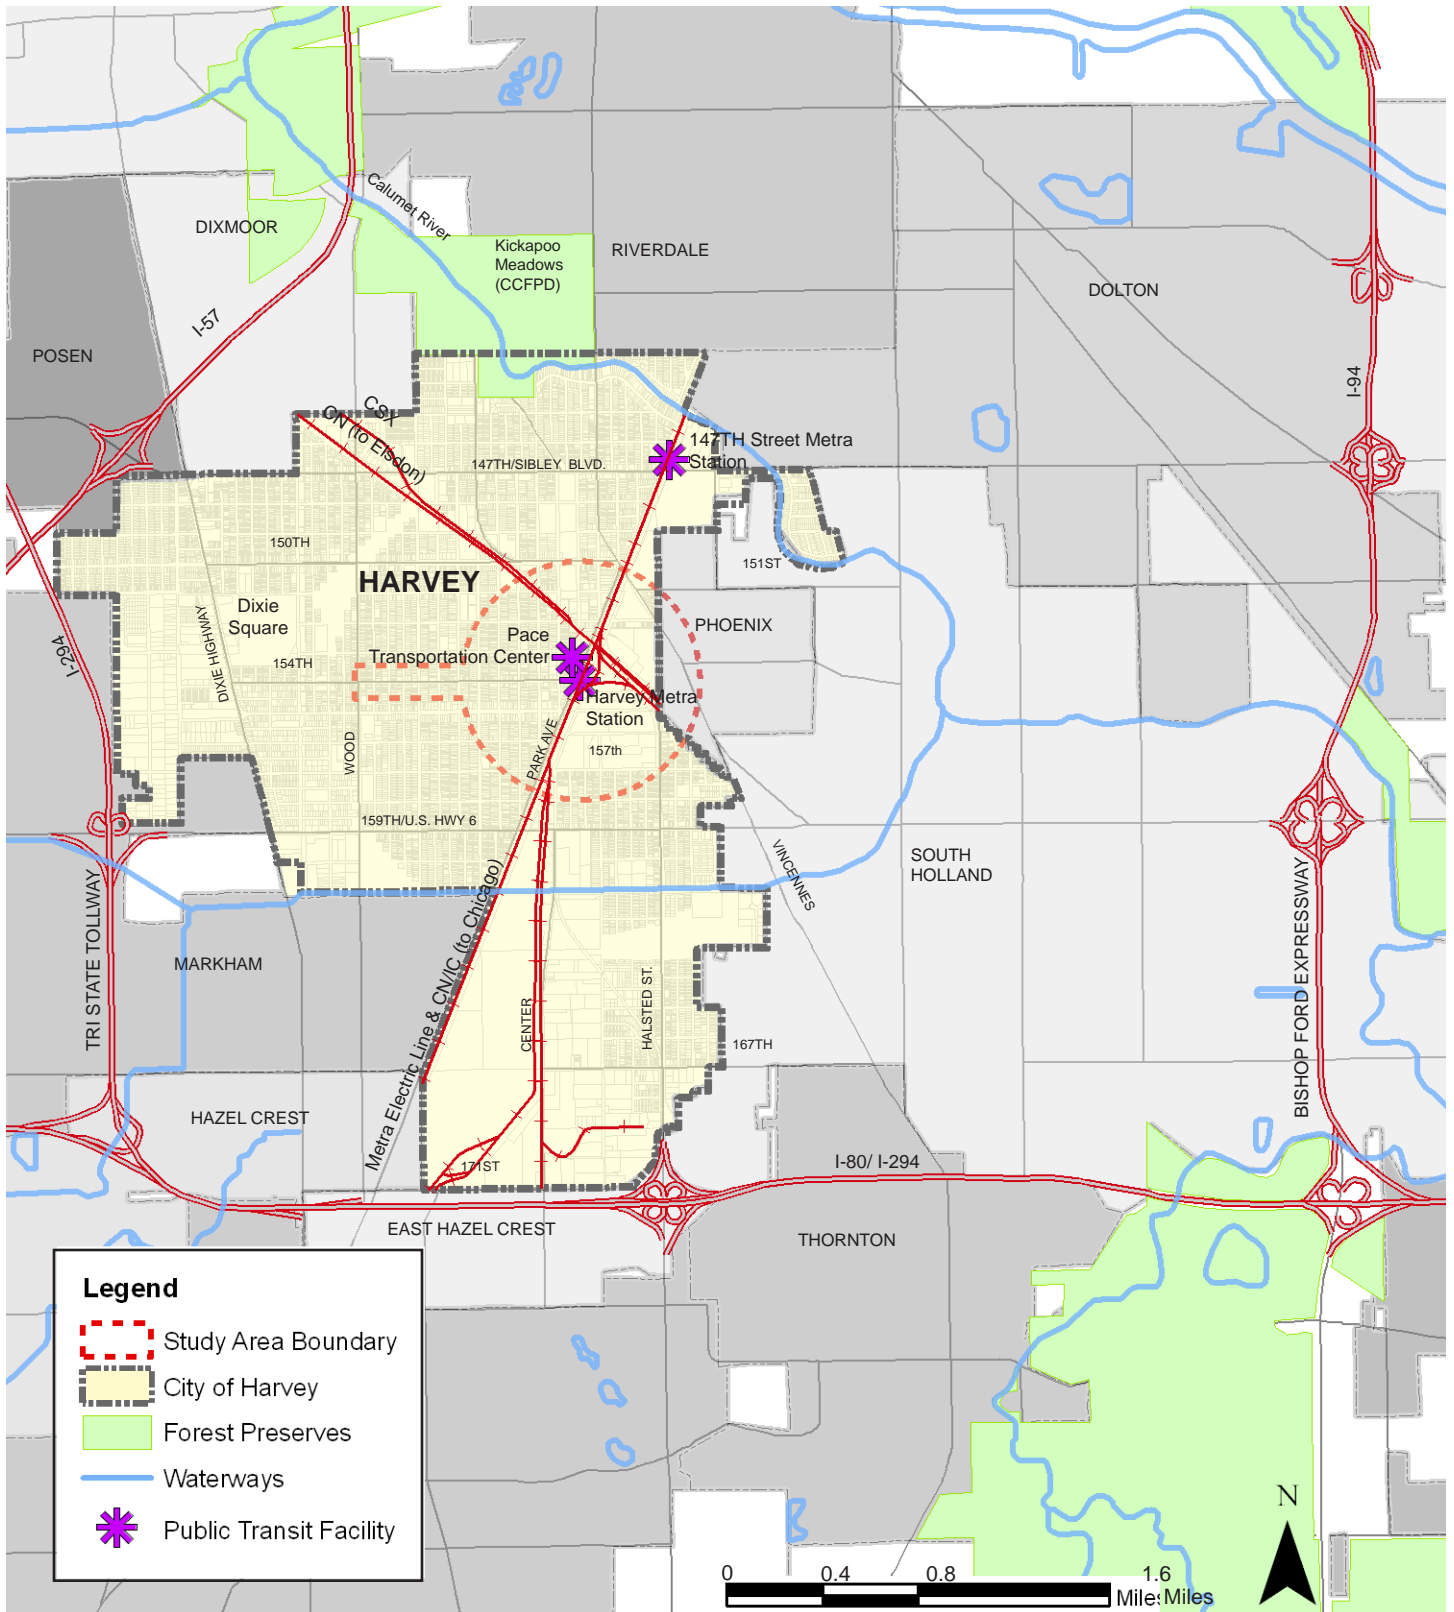 Calumet River
DIXMOOR
Kickapoo
Meadows
(CCFPD)
RIVERDALE
DOLTON
I-57
POSEN
I-94
CSX
CN (to Elsdon)
147TH Street Metra
Station
147TH/SIBLEY BLVD.
150TH
151ST
HARVEY
Dixie
Square
DIXIE HIGHWAY
PHOENIX
Pace
Transportation Center
154TH
I-294
Harvey Metra
Station
WOOD
PARK AVE
157th
159TH/U.S. HWY 6
VINCENNES
SOUTH
HOLLAND
TRI STATE TOLLWAY
MARKHAM
Metra Electric Line & CN/IC (to Chicago)
CENTER
HALSTED ST.
BISHOP FORD EXPRESSWAY
167TH
HAZEL CREST
171ST
I-80/ I-294
EAST HAZEL CREST
THORNTON
Legend
Study Area Boundary
City of Harvey
Forest Preserves
Waterways
Public Transit Facility
N
0 0.4 0.8 1.6
Miles Miles